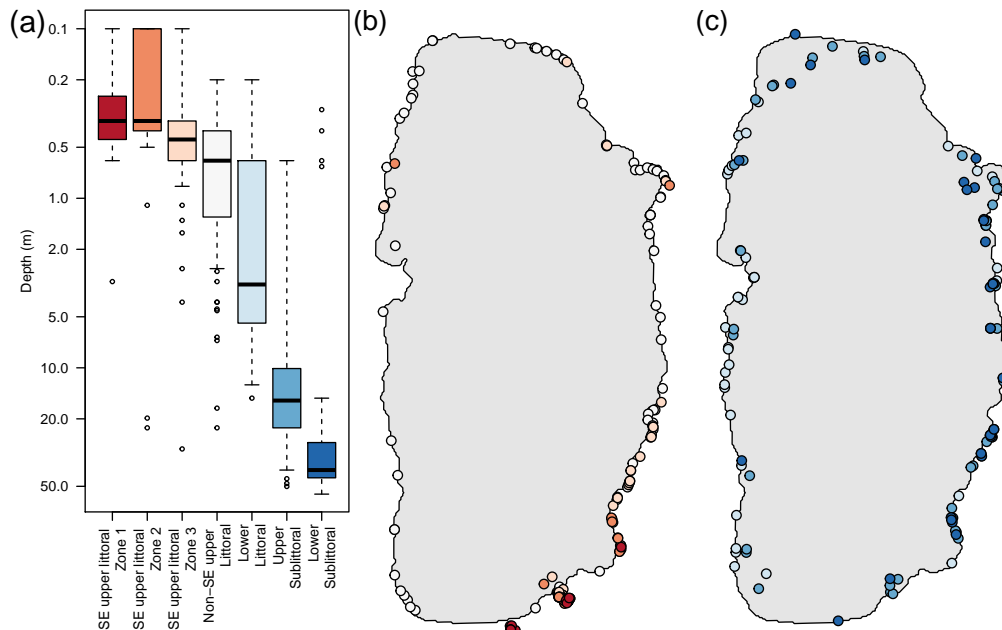 (a)
(b)
(c)
Depth (m)
0.1
0.2
0.5
1.0
2.0
5.0
10.0
20.0
50.0
SE upper littoral
Zone 1
SE upper littoral
Zone 2
SE upper littoral
Zone 3
Non−SE upper
Littoral
Lower
Littoral
Upper
Sublittoral
Lower
Sublittoral